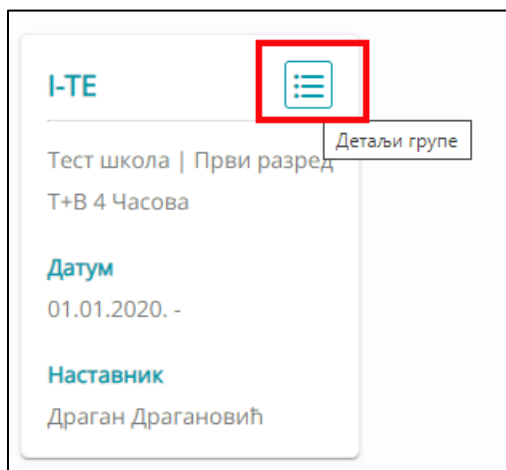 I-TE
Детаљи групе
Тест школа | Први разред
Т+В 4 Часова
Датум
01.01.2020. -
Наставник
Драган Драгановић